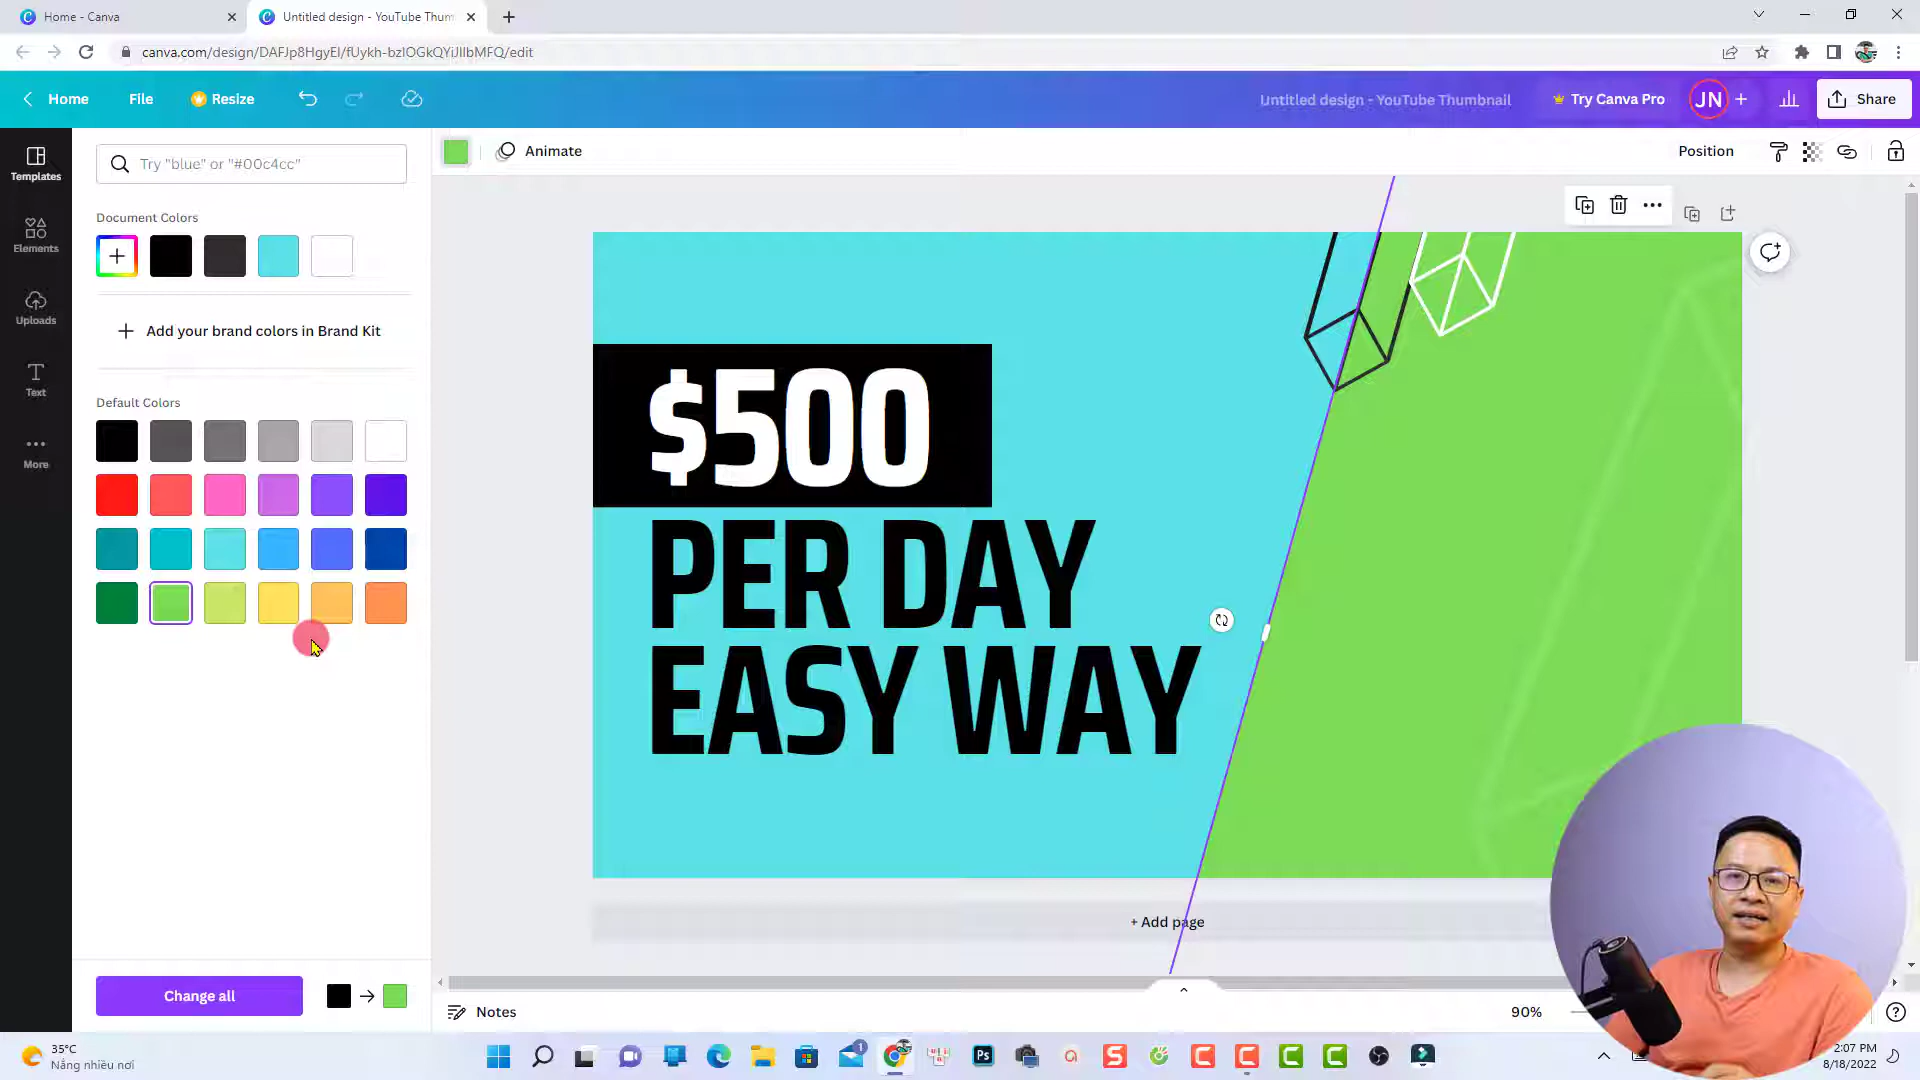 Home - Canva
Untitled design - YouTube Thum
canva.com/design/DAFJp8HgyEI/fUykh-bzIOGkQYiJIIbMFQ/edit
Home
File
Resize
Untitled design - YouTube Thumbnail
Try Canva Pro
JN
Share
Templates
Elements
Uploads
Text
More
Try "blue" or "#00c4cc"
Animate
Position
Document Colors
Add your brand colors in Brand Kit
Default Colors
$500
PER DAY
EASY WAY
+ Add page
Change all
Notes
90%
35°C
Nắng nhiều nơi
2:07 PM
8/18/2022